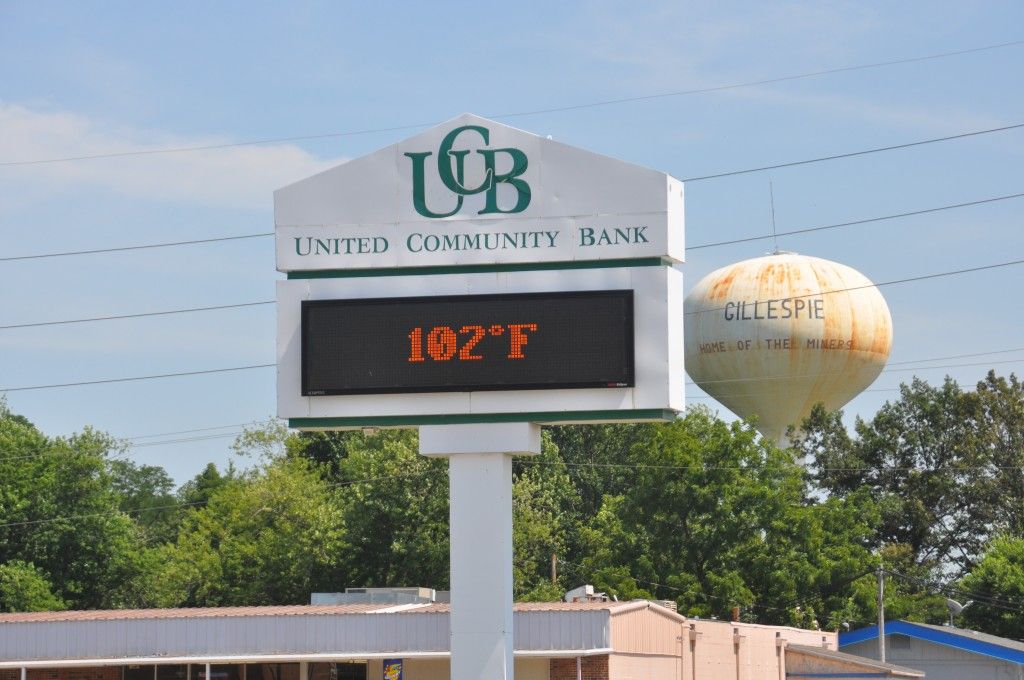 UCB
UNITED COMMUNITY BANK
102°F
GILLESPIE
HOME OF THE MINERS